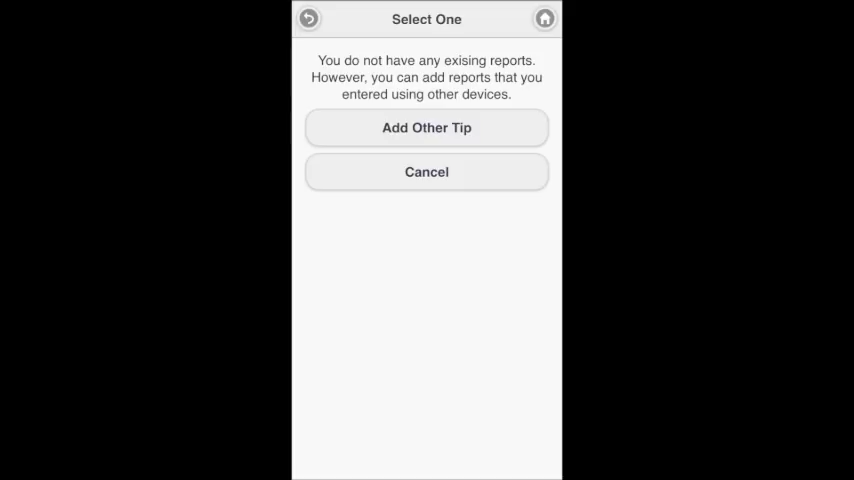 Select One
You do not have any exising reports.
However, you can add reports that you
entered using other devices.
Add Other Tip
Cancel